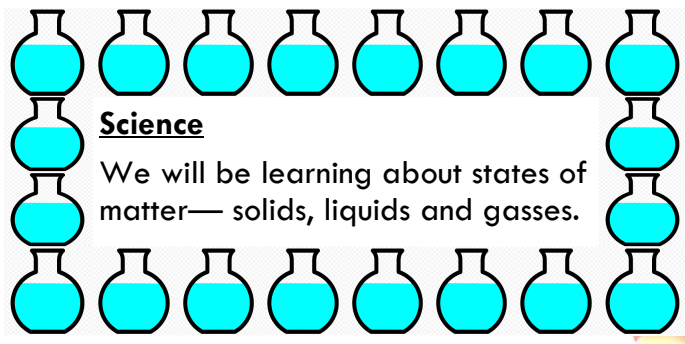 Science
We will be learning about states of
matter— solids, liquids and gasses.